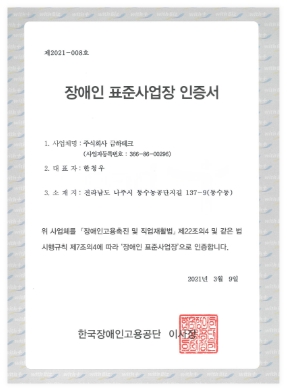 제2021-008호
장애인 표준사업장 인증서
1. 사업체명 : 주식회사 금하테크
(사업자등록번호 : 366-86-00296)
2. 대 표 자 : 한정우
3. 소 재 지 : 전라남도 나주시 동수농공단지길 137-9(동수동)
위 사업체를 「장애인고용촉진 및 직업재활법」 제22조의4 및 같은 법
시행규칙 제7조의4에 따라 '장애인 표준사업장'으로 인증합니다.
2021년 3월 9일
한국장애인고용공단 이사장